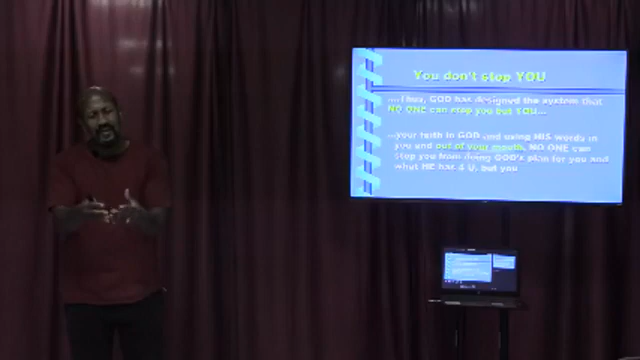 You don't stop YOU
....Thus, GOD has designed the system that
NO ONE can stop you but YOU...
...your faith in GOD and using HIS words in
you and out of your mouth, NO ONE can
stop you from doing GOD's plan for you and
what HE has 4 U, but you